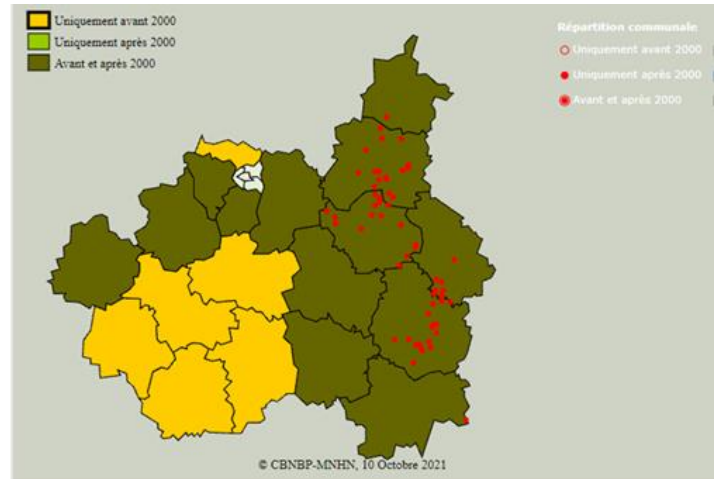 Uniquement avant 2000
Uniquement après 2000
Avant et après 2000
Répartition communale
Uniquement avant 2000
Uniquement après 2000
Avant et après 2000
© CBNBP-MNHN, 10 Octobre 2021